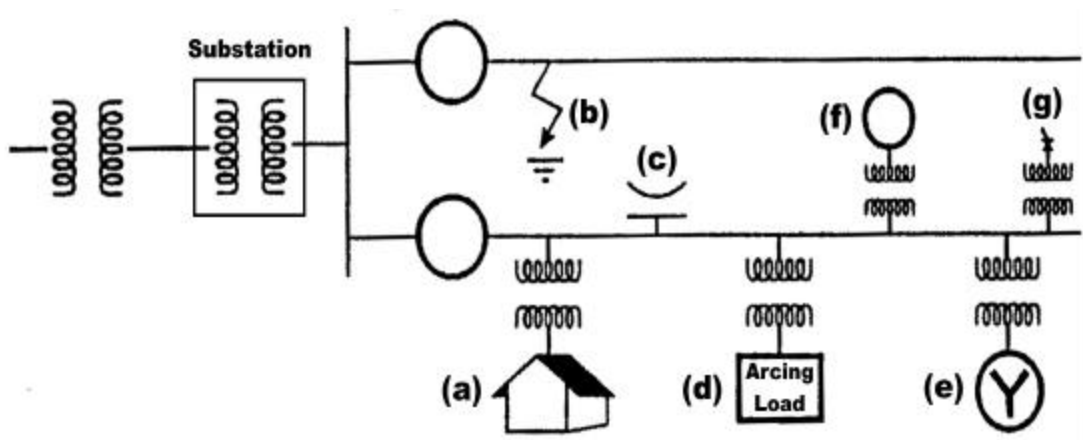 Substation
(b)
(c)
(f)
(g)
(a)
(d)
Arcing
Load
(e)
Y